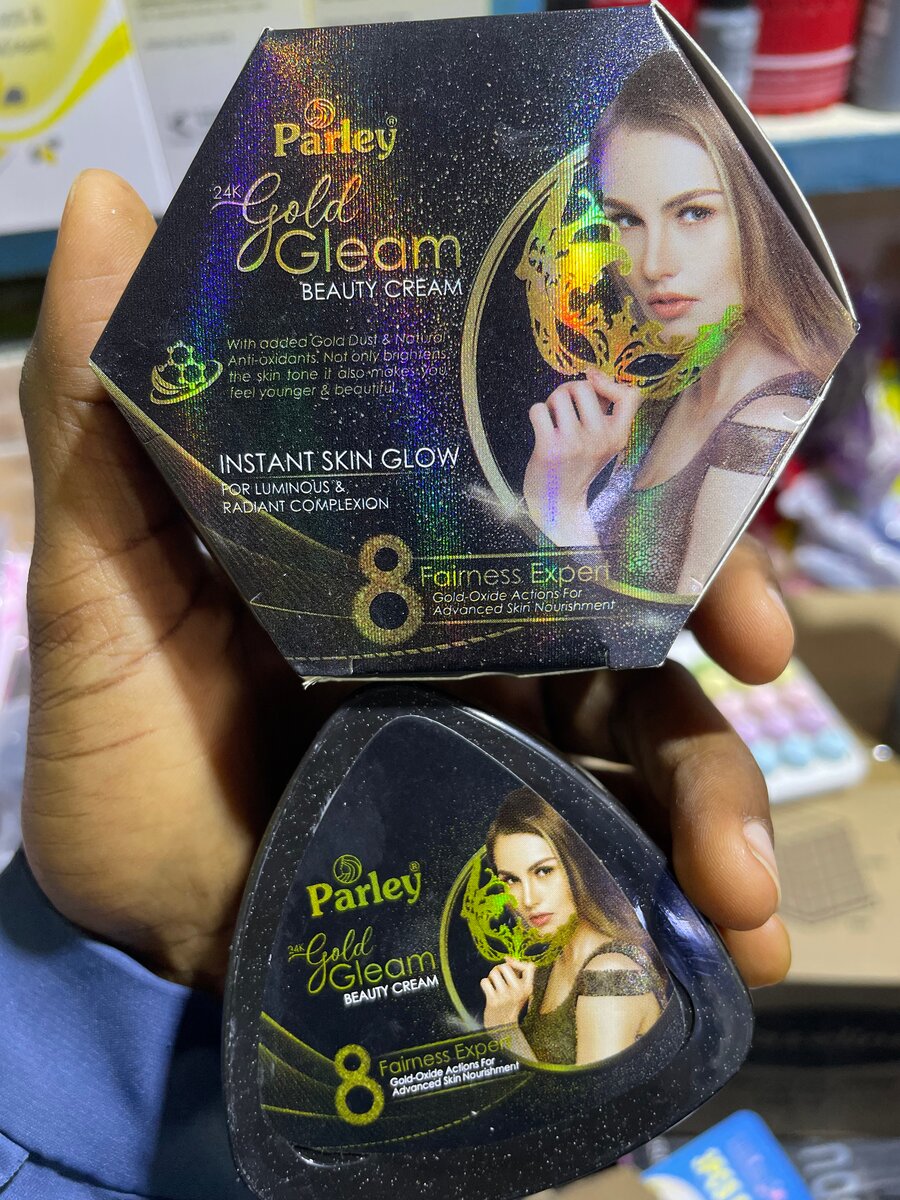 Parley®
24K Gold
Gleam
BEAUTY CREAM
With added Gold Dust & Natural
Anti-oxidants. Not only brightens
the skin tone it also makes you
feel younger & beautiful.
INSTANT SKIN GLOW
FOR LUMINOUS &
RADIANT COMPLEXION
8 Fairness Expert
Gold-Oxide Actions For
Advanced Skin Nourishment
Parley®
24K Gold
Gleam
BEAUTY CREAM
8 Fairness Expert
Gold-Oxide Actions For
Advanced Skin Nourishment